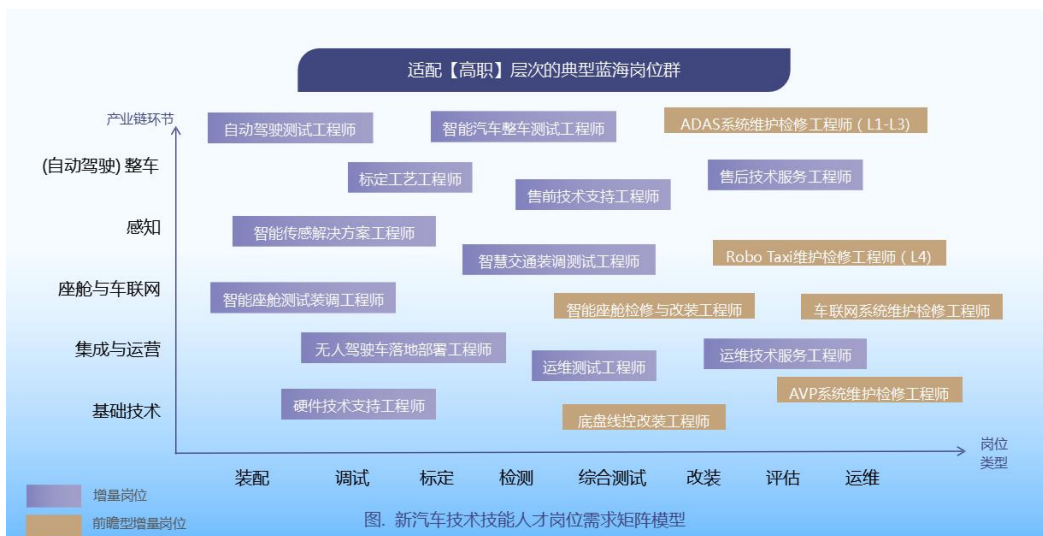 适配【高职】层次的典型蓝海岗位群
产业链环节
自动驾驶测试工程师
智能汽车整车测试工程师
ADAS系统维护检修工程师 ( L1-L3)
(自动驾驶) 整车
标定工艺工程师
售前技术支持工程师
售后技术服务工程师
感知
智能传感解决方案工程师
智慧交通装调测试工程师
Robo Taxi维护检修工程师 ( L4)
座舱与车联网
智能座舱测试装调工程师
智能座舱检修与改装工程师
车联网系统维护检修工程师
集成与运营
无人驾驶车落地部署工程师
运维测试工程师
运维技术服务工程师
基础技术
硬件技术支持工程师
底盘线控改装工程师
AVP系统维护检修工程师
岗位
类型
装配
调试
标定
检测
综合测试
改装
评估
运维
增量岗位
前瞻型增量岗位
图. 新汽车技术技能人才岗位需求矩阵模型